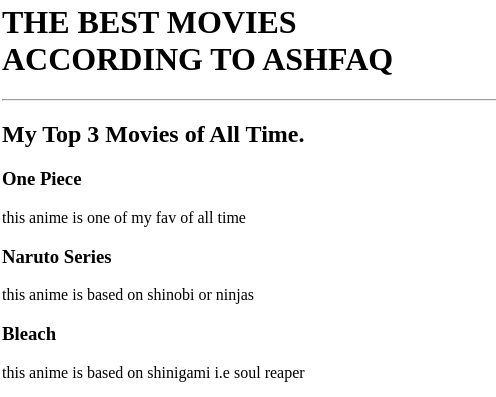 THE BEST MOVIES
ACCORDING TO ASHFAQ
My Top 3 Movies of All Time.
One Piece
this anime is one of my fav of all time
Naruto Series
this anime is based on shinobi or ninjas
Bleach
this anime is based on shinigami i.e soul reaper